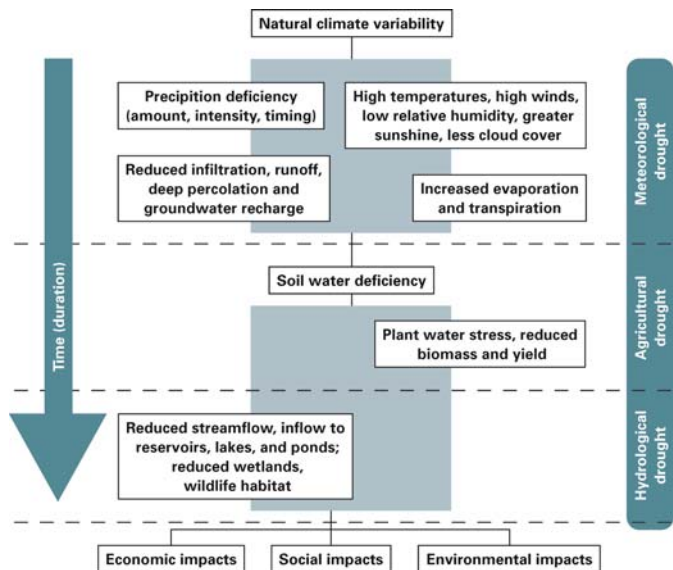 Natural climate variability
Precipition deficiency
(amount, intensity, timing)
High temperatures, high winds,
low relative humidity, greater
sunshine, less cloud cover
Reduced infiltration, runoff,
deep percolation and
groundwater recharge
Increased evaporation
and transpiration
Meteorological
drought
Time (duration)
Soil water deficiency
Plant water stress, reduced
biomass and yield
Agricultural
drought
Reduced streamflow, inflow to
reservoirs, lakes, and ponds;
reduced wetlands,
wildlife habitat
Hydrological
drought
Economic impacts
Social impacts
Environmental impacts